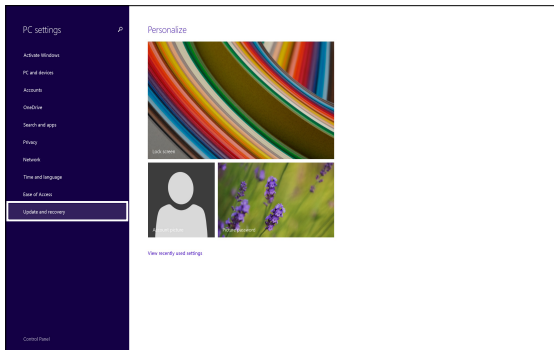 PC settings
Activate Windows
PC and devices
Accounts
OneDrive
Search and apps
Privacy
Network
Time and language
Ease of Access
Update and recovery
Control Panel
Personalize
Lock screen
Account picture
Picture password
View recently used settings